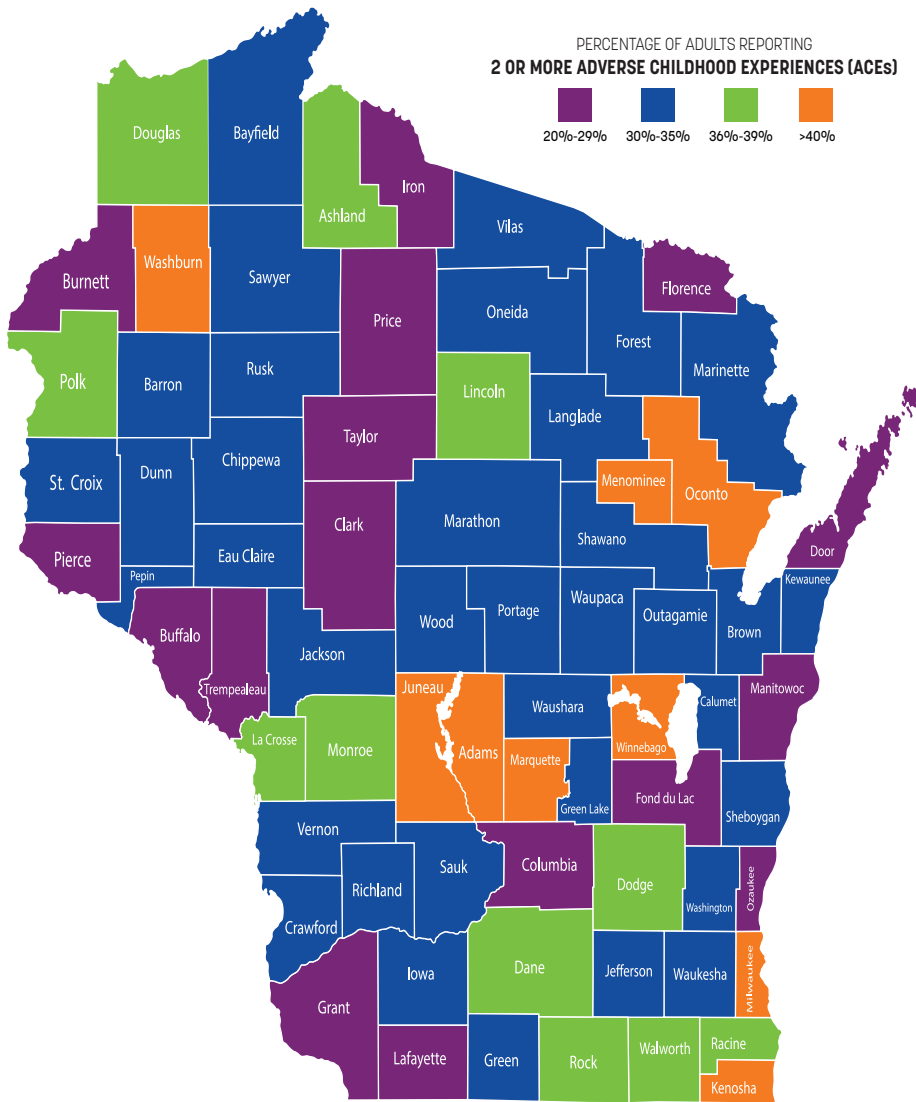 PERCENTAGE OF ADULTS REPORTING
2 OR MORE ADVERSE CHILDHOOD EXPERIENCES (ACEs)
20%-29% 30%-35% 36%-39% >40%
Douglas
Bayfield
Ashland
Iron
Vilas
Washburn
Sawyer
Burnett
Florence
Price
Oneida
Forest
Marinette
Polk
Barron
Rusk
Lincoln
Langlade
Taylor
Chippewa
Dunn
St. Croix
Menominee
Oconto
Clark
Marathon
Shawano
Door
Pierce
Eau Claire
Pepin
Kewaunee
Waupaca
Portage
Wood
Outagamie
Brown
Buffalo
Jackson
Trempealeau
Juneau
Manitowoc
Calumet
Waushara
La Crosse
Monroe
Adams
Marquette
Winnebago
Green Lake
Fond du Lac
Sheboygan
Vernon
Sauk
Columbia
Dodge
Richland
Washington
Ozaukee
Crawford
Iowa
Dane
Jefferson
Waukesha
Milwaukee
Grant
Lafayette
Green
Rock
Walworth
Racine
Kenosha